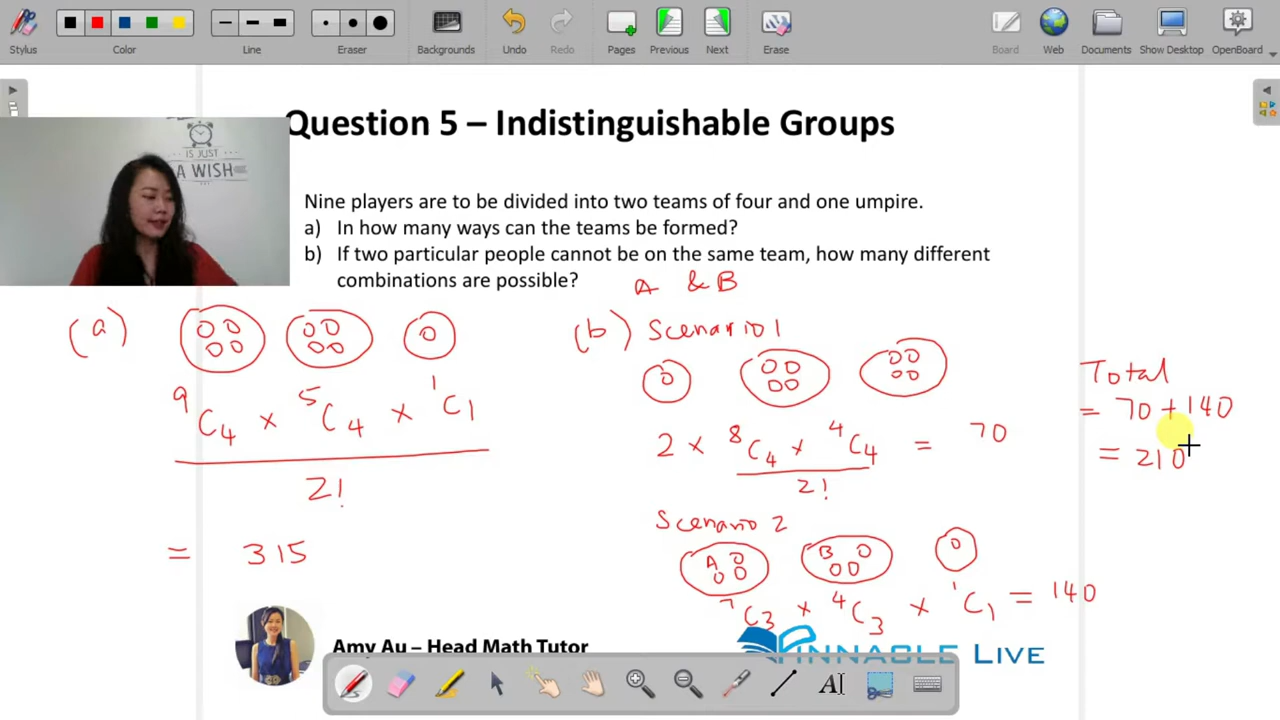 Stylus Color Line Eraser Backgrounds Undo Redo Pages Previous Next Erase Board Web Documents Show Desktop OpenBoard
Question 5 – Indistinguishable Groups
IS JUST
A WISH
Nine players are to be divided into two teams of four and one umpire.
a) In how many ways can the teams be formed?
b) If two particular people cannot be on the same team, how many different
combinations are possible?
A & B
(a)
⁹C₄ × ⁵C₄ × ¹C₁
2!
= 315
(b) Scenario 1
2 × ⁸C₄ × ⁴C₄ = 70
2!
Scenario 2
A B
⁷C₃ × ⁴C₃ × ¹C₁ = 140
Total
= 70 + 140
= 210
Amy Au – Head Math Tutor
INNABLE LIVE
AI